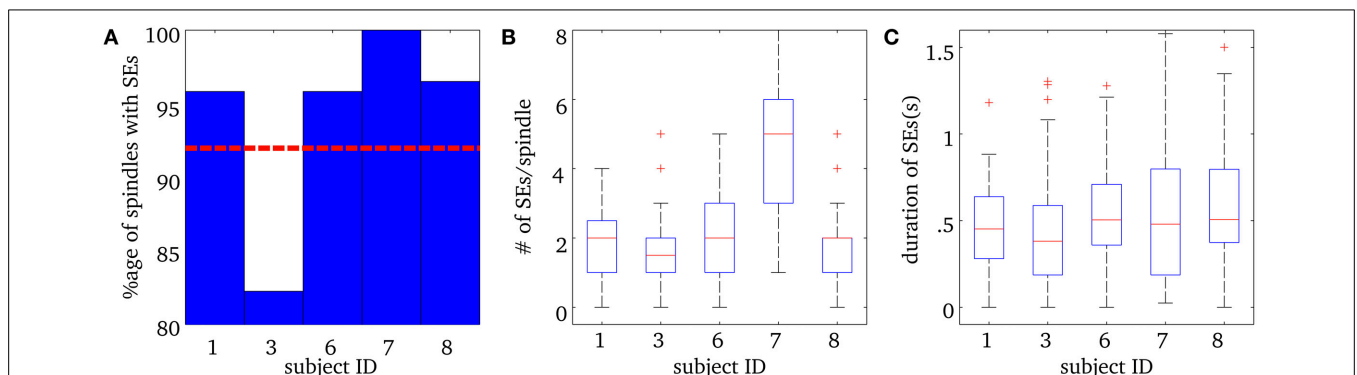 A
%age of spindles with SEs
100
95
90
85
80
1 3 6 7 8
subject ID
B
# of SEs/spindle
8
6
4
2
0
1 3 6 7 8
subject ID
C
duration of SEs(s)
1.5
1
.5
0
1 3 6 7 8
subject ID